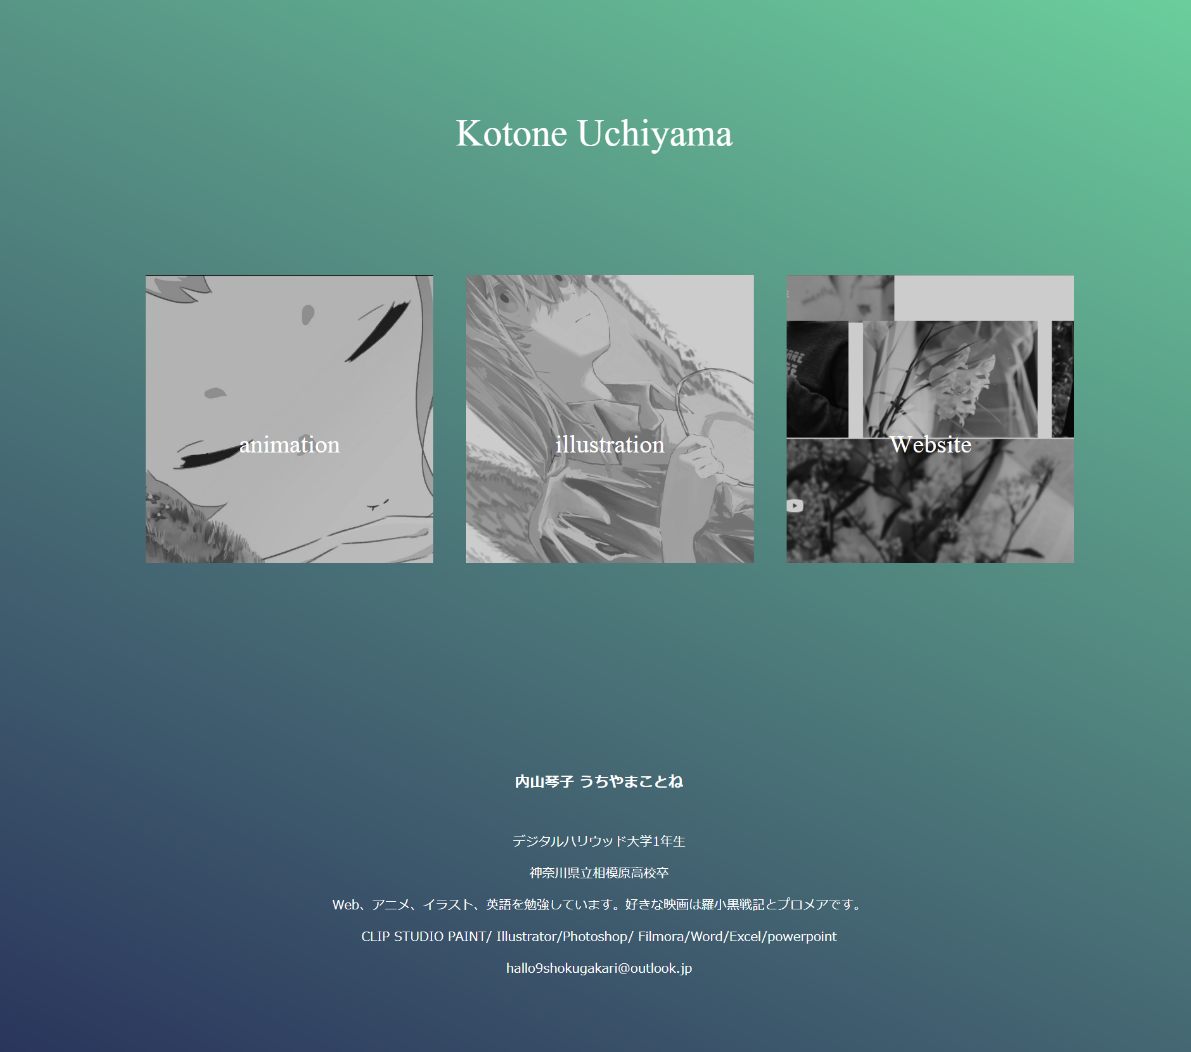 Kotone Uchiyama
animation
illustration
Website
内山琴子 うちやまことね
デジタルハリウッド大学1年生
神奈川県立相模原高校卒
Web、アニメ、イラスト、英語を勉強しています。好きな映画は羅小黒戦記とプロメアです。
CLIP STUDIO PAINT/ Illustrator/Photoshop/ Filmora/Word/Excel/powerpoint
hallo9shokugakari@outlook.jp